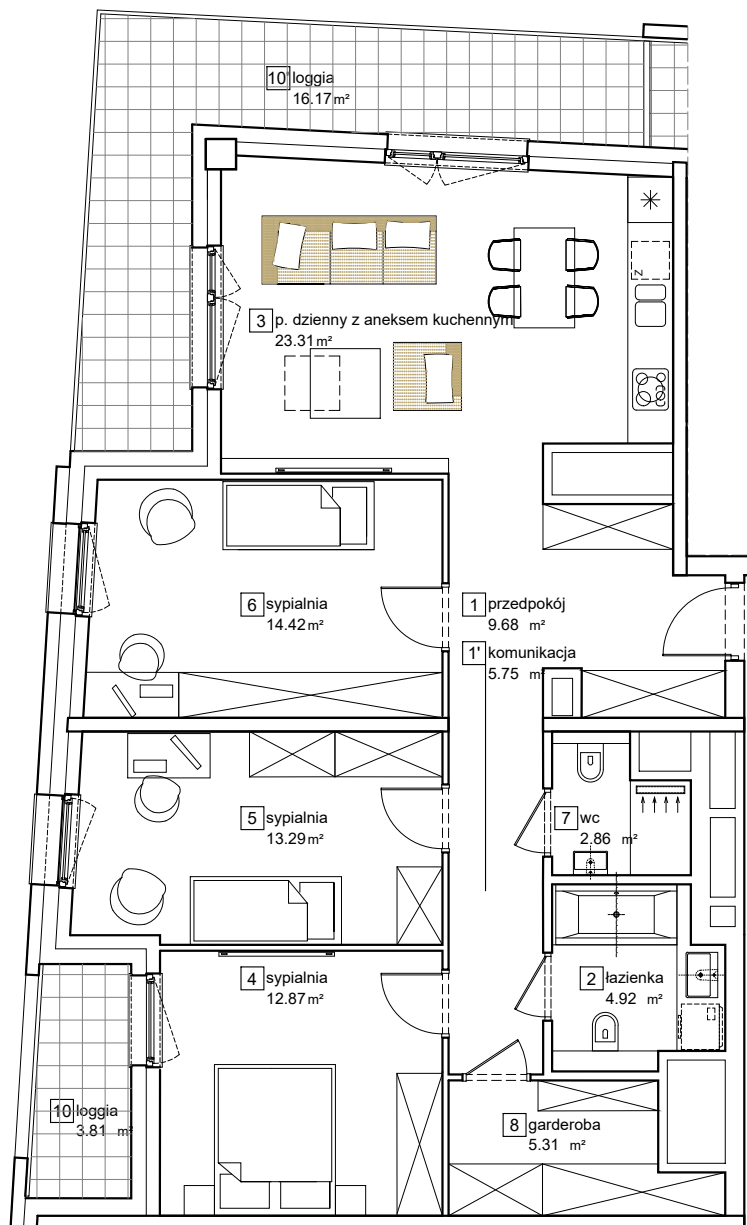 10' loggia
16.17 m²
z
3 p. dzienny z aneksem kuchennym
23.31 m²
6 sypialnia
14.42 m²
1 przedpokój
9.68 m²
1' komunikacja
5.75 m²
5 sypialnia
13.29 m²
7 wc
2.86 m²
4 sypialnia
12.87 m²
2 łazienka
4.92 m²
10 loggia
3.81 m²
8 garderoba
5.31 m²